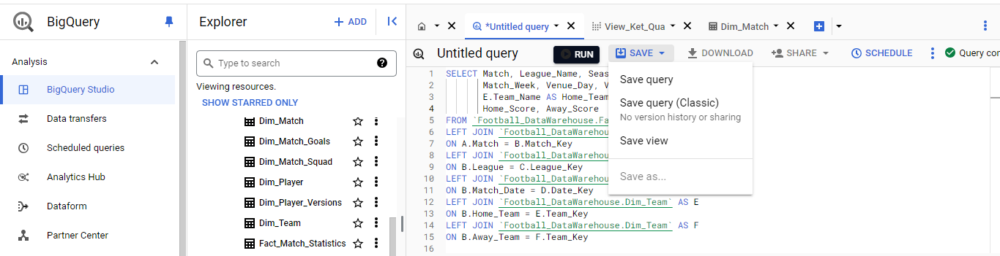 BigQuery
Analysis
BigQuery Studio
Data transfers
Scheduled queries
Analytics Hub
Dataform
Partner Center
Explorer
+ ADD
Type to search
Viewing resources.
SHOW STARRED ONLY
Dim_Match
Dim_Match_Goals
Dim_Match_Squad
Dim_Player
Dim_Player_Versions
Dim_Team
Fact_Match_Statistics
*Untitled query
View_Ket_Qua
Dim_Match
Untitled query
RUN
SAVE
DOWNLOAD
SHARE
SCHEDULE
Query con
1 SELECT Match, League_Name, Seas
2 Match_Week, Venue_Day, V
3 E.Team_Name AS Home_Team
4 Home_Score, Away_Score
5 FROM `Football_DataWarehouse.Fa
6 LEFT JOIN `Football_DataWarehou
7 ON A.Match = B.Match_Key
8 LEFT JOIN `Football_DataWarehou
9 ON B.League = C.League_Key
10 LEFT JOIN `Football_DataWarehou
11 ON B.Match_Date = D.Date_Key
12 LEFT JOIN `Football_DataWarehouse.Dim_Team` AS E
13 ON B.Home_Team = E.Team_Key
14 LEFT JOIN `Football_DataWarehouse.Dim_Team` AS F
15 ON B.Away_Team = F.Team_Key
16
Save query
Save query (Classic)
No version history or sharing
Save view
Save as...